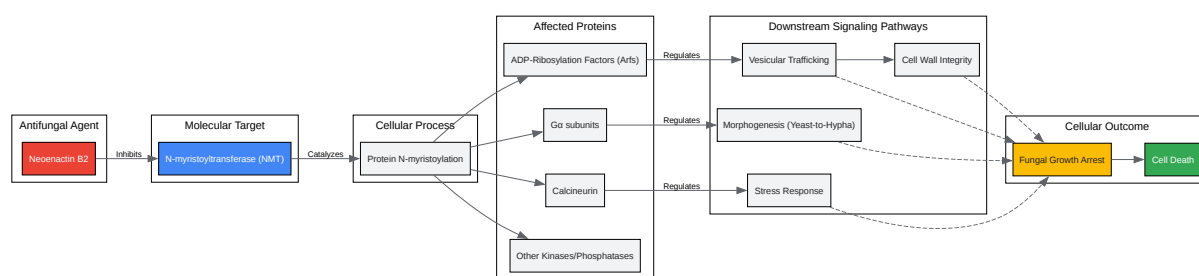 Antifungal Agent
Neoenactin B2
Inhibits
Molecular Target
N-myristoyltransferase (NMT)
Catalyzes
Cellular Process
Protein N-myristoylation
Affected Proteins
ADP-Ribosylation Factors (Arfs)
Gα subunits
Calcineurin
Other Kinases/Phosphatases
Regulates
Regulates
Regulates
Downstream Signaling Pathways
Vesicular Trafficking
Cell Wall Integrity
Morphogenesis (Yeast-to-Hypha)
Stress Response
Cellular Outcome
Fungal Growth Arrest
Cell Death